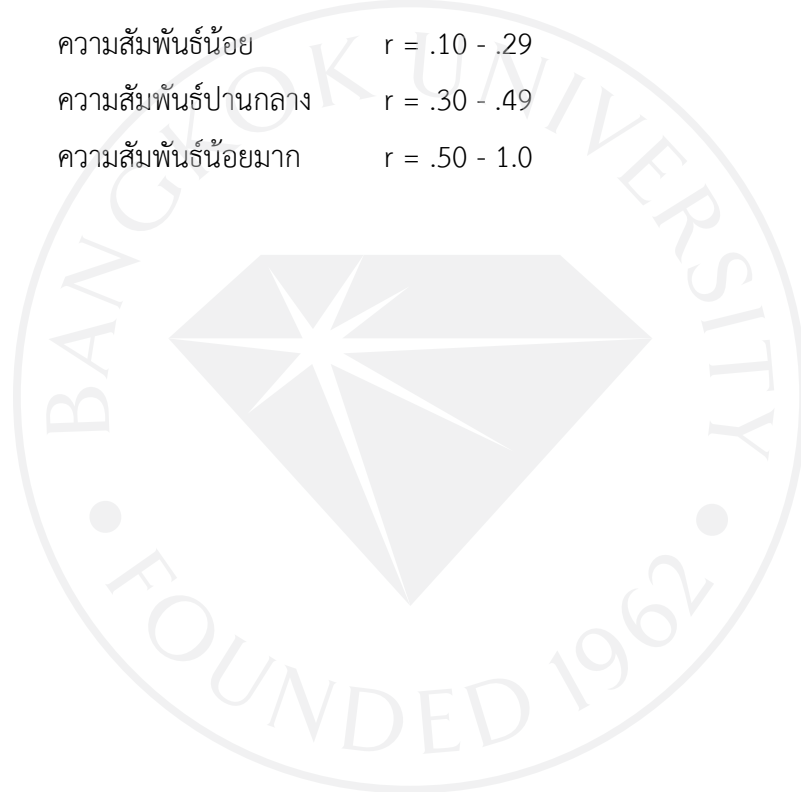 ความสัมพันธ์น้อย r = .10 - .29
ความสัมพันธ์ปานกลาง r = .30 - .49
ความสัมพันธ์น้อยมาก r = .50 - 1.0
BANGKOK UNIVERSITY
FOUNDED 1962